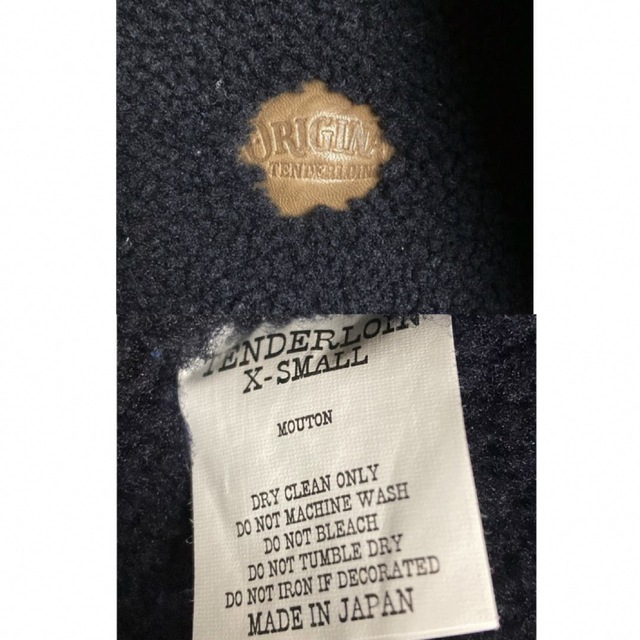 ORIGINA
TENDERLOIN
TENDERLOIN
X-SMALL
MOUTON
DRY CLEAN ONLY
DO NOT MACHINE WASH
DO NOT BLEACH
DO NOT TUMBLE DRY
DO NOT IRON IF DECORATED
MADE IN JAPAN